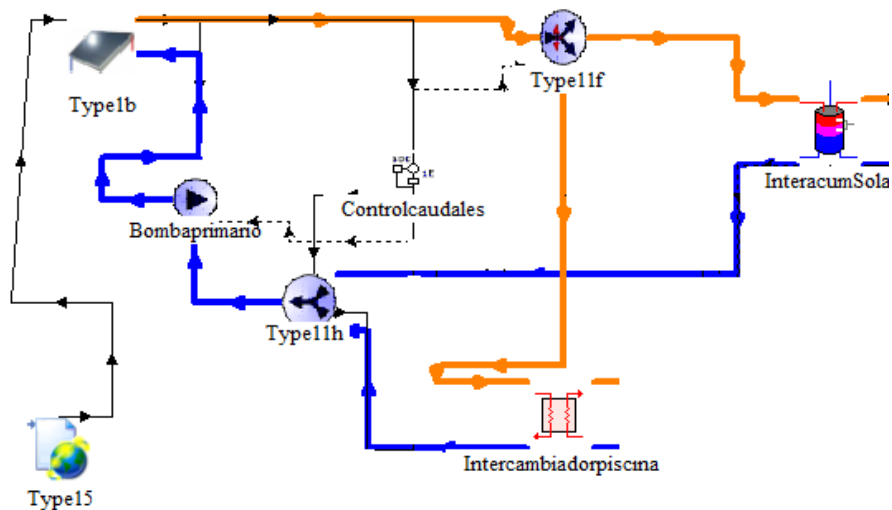 Type1b
Type11f
InteracumSola
Controlcaudales
Bombaprimario
Type11h
Intercambiadorpiscina
Type15